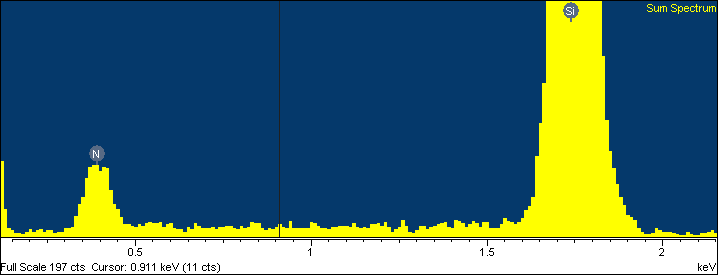 Sum Spectrum
Si
N
0.5 1 1.5 2
Full Scale 197 cts Cursor: 0.911 keV (11 cts) keV